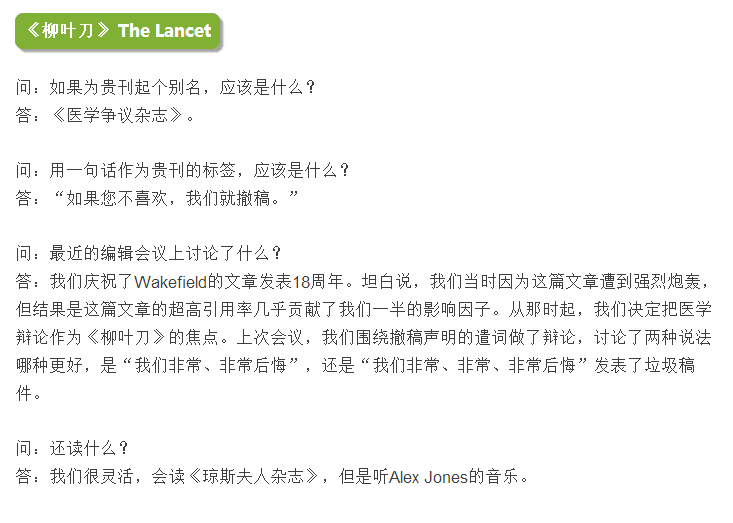 《柳叶刀》The Lancet
问：如果为贵刊起个别名，应该是什么？
答：《医学争议杂志》。
问：用一句话作为贵刊的标签，应该是什么？
答：“如果您不喜欢，我们就撤稿。”
问：最近的编辑会议上讨论了什么？
答：我们庆祝了Wakefield的文章发表18周年。坦白说，我们当时因为这篇文章遭到强烈炮轰，
但结果是这篇文章的超高引用率几乎贡献了我们一半的影响因子。从那时起，我们决定把医学
辩论作为《柳叶刀》的焦点。上次会议，我们围绕撤稿声明的遣词做了辩论，讨论了两种说法
哪种更好，是“我们非常、非常后悔”，还是“我们非常、非常、非常后悔”发表了垃圾稿
件。
问：还读什么？
答：我们很灵活，会读《琼斯夫人杂志》，但是听Alex Jones的音乐。